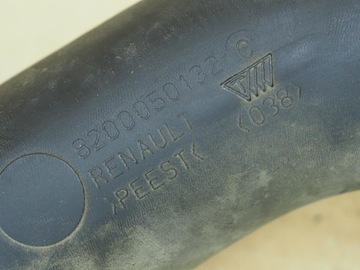 8200050132 C
RENAULT
>PEEST<
<038>